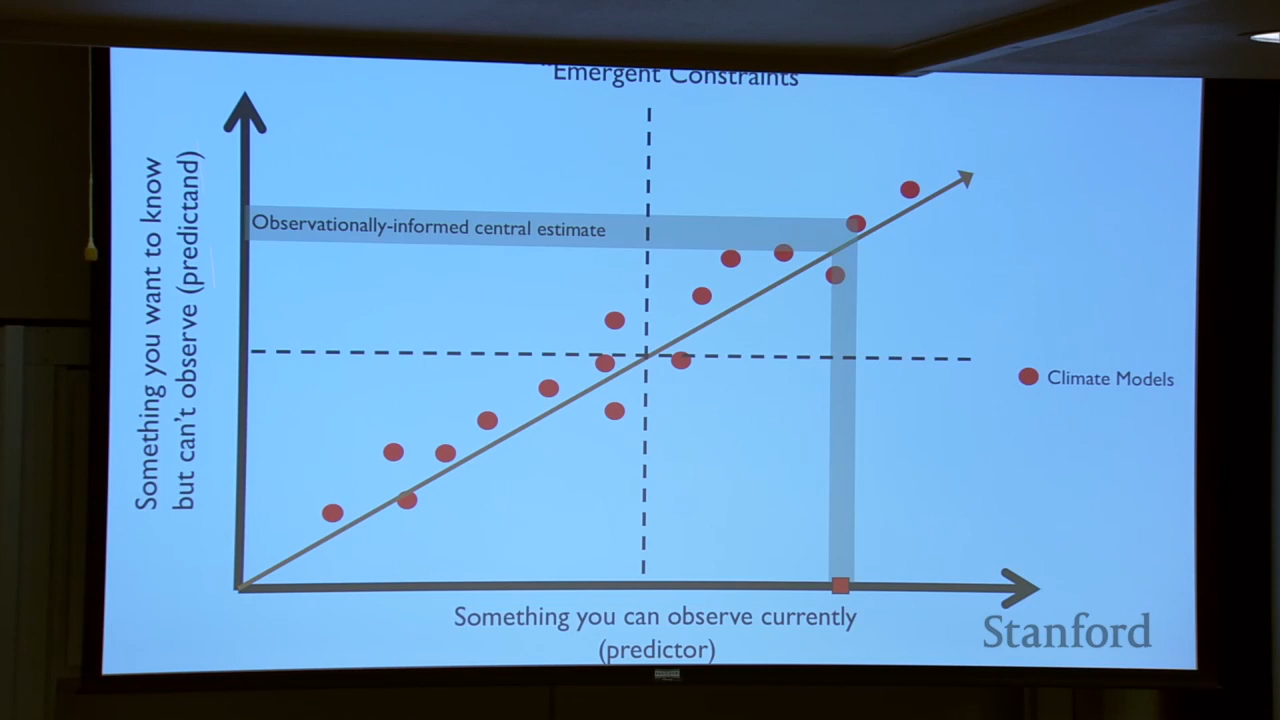 "Emergent Constraints
Something you want to know
but can't observe (predictand)
Observationally-informed central estimate
Climate Models
Something you can observe currently
(predictor)
Stanford